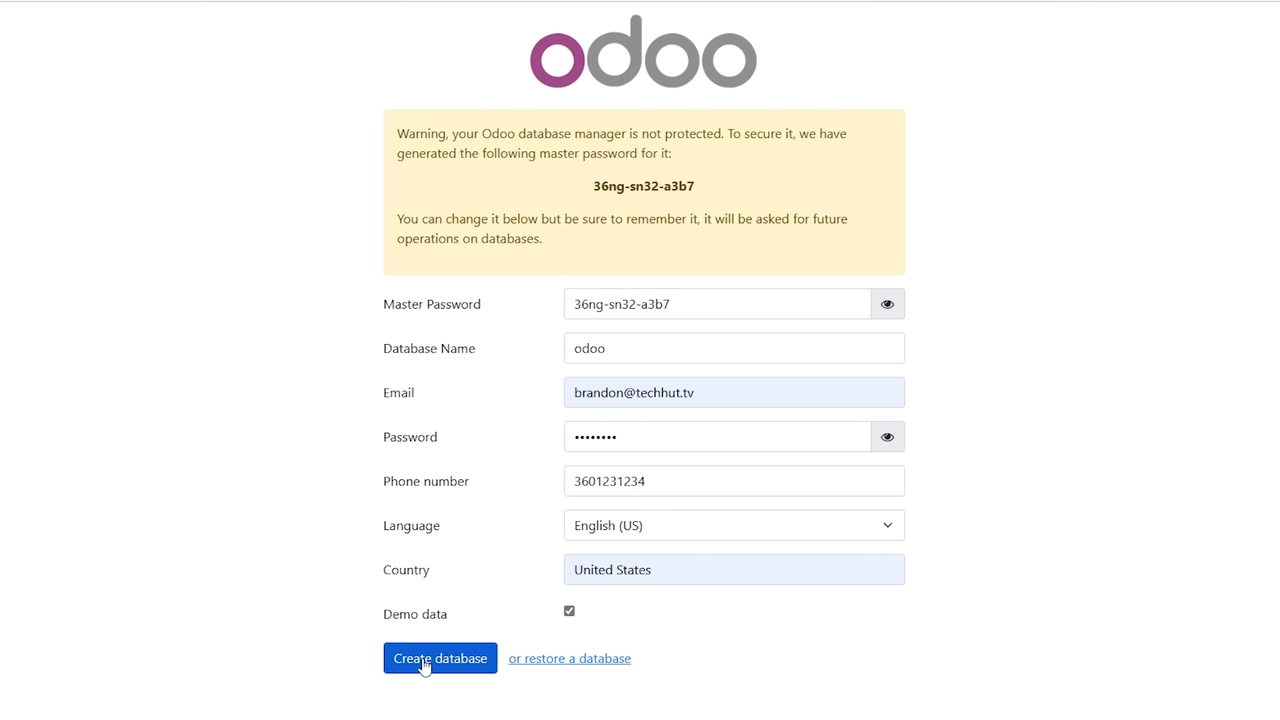 odoo
Warning, your Odoo database manager is not protected. To secure it, we have
generated the following master password for it:
36ng-sn32-a3b7
You can change it below but be sure to remember it, it will be asked for future
operations on databases.
Master Password 36ng-sn32-a3b7
Database Name odoo
Email brandon@techhut.tv
Password ••••••••
Phone number 3601231234
Language English (US)
Country United States
Demo data
Create database or restore a database